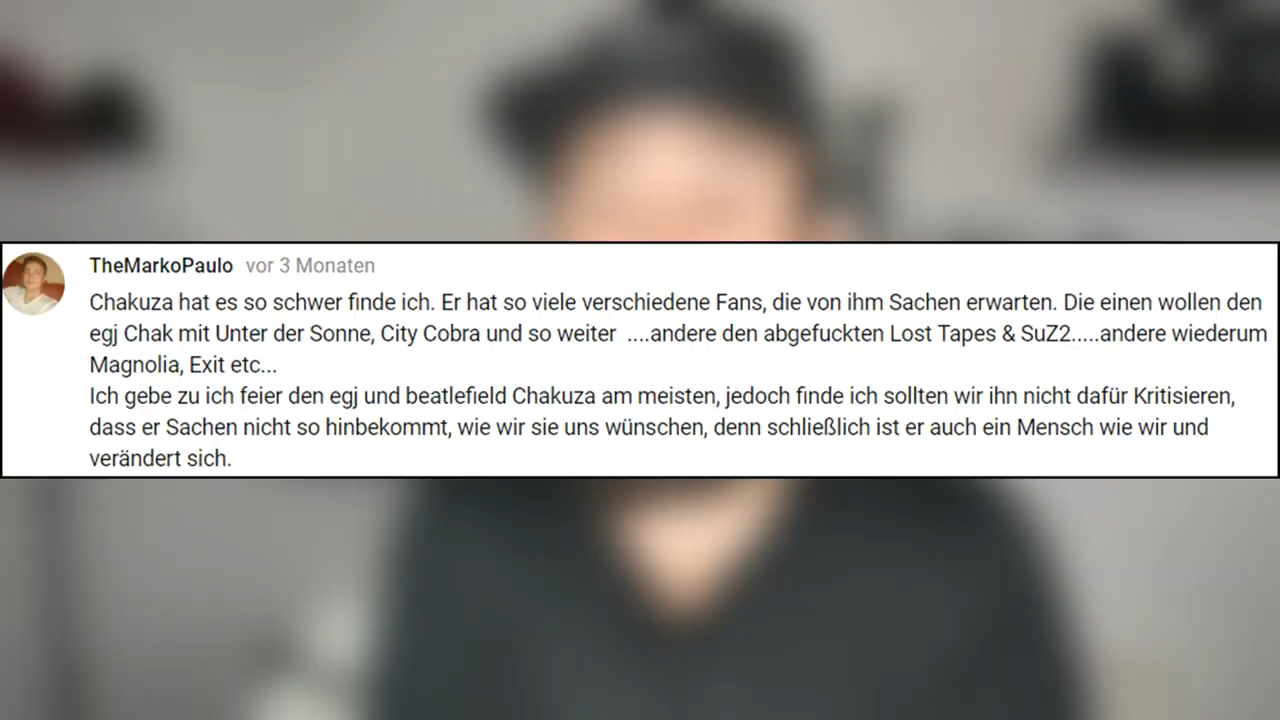 TheMarkoPaulo vor 3 Monaten
Chakuza hat es so schwer finde ich. Er hat so viele verschiedene Fans, die von ihm Sachen erwarten. Die einen wollen den
egj Chak mit Unter der Sonne, City Cobra und so weiter ....andere den abgefuckten Lost Tapes & SuZ2.....andere wiederum
Magnolia, Exit etc...
Ich gebe zu ich feier den egj und beatlefield Chakuza am meisten, jedoch finde ich sollten wir ihn nicht dafür Kritisieren,
dass er Sachen nicht so hinbekommt, wie wir sie uns wünschen, denn schließlich ist er auch ein Mensch wie wir und
verändert sich.